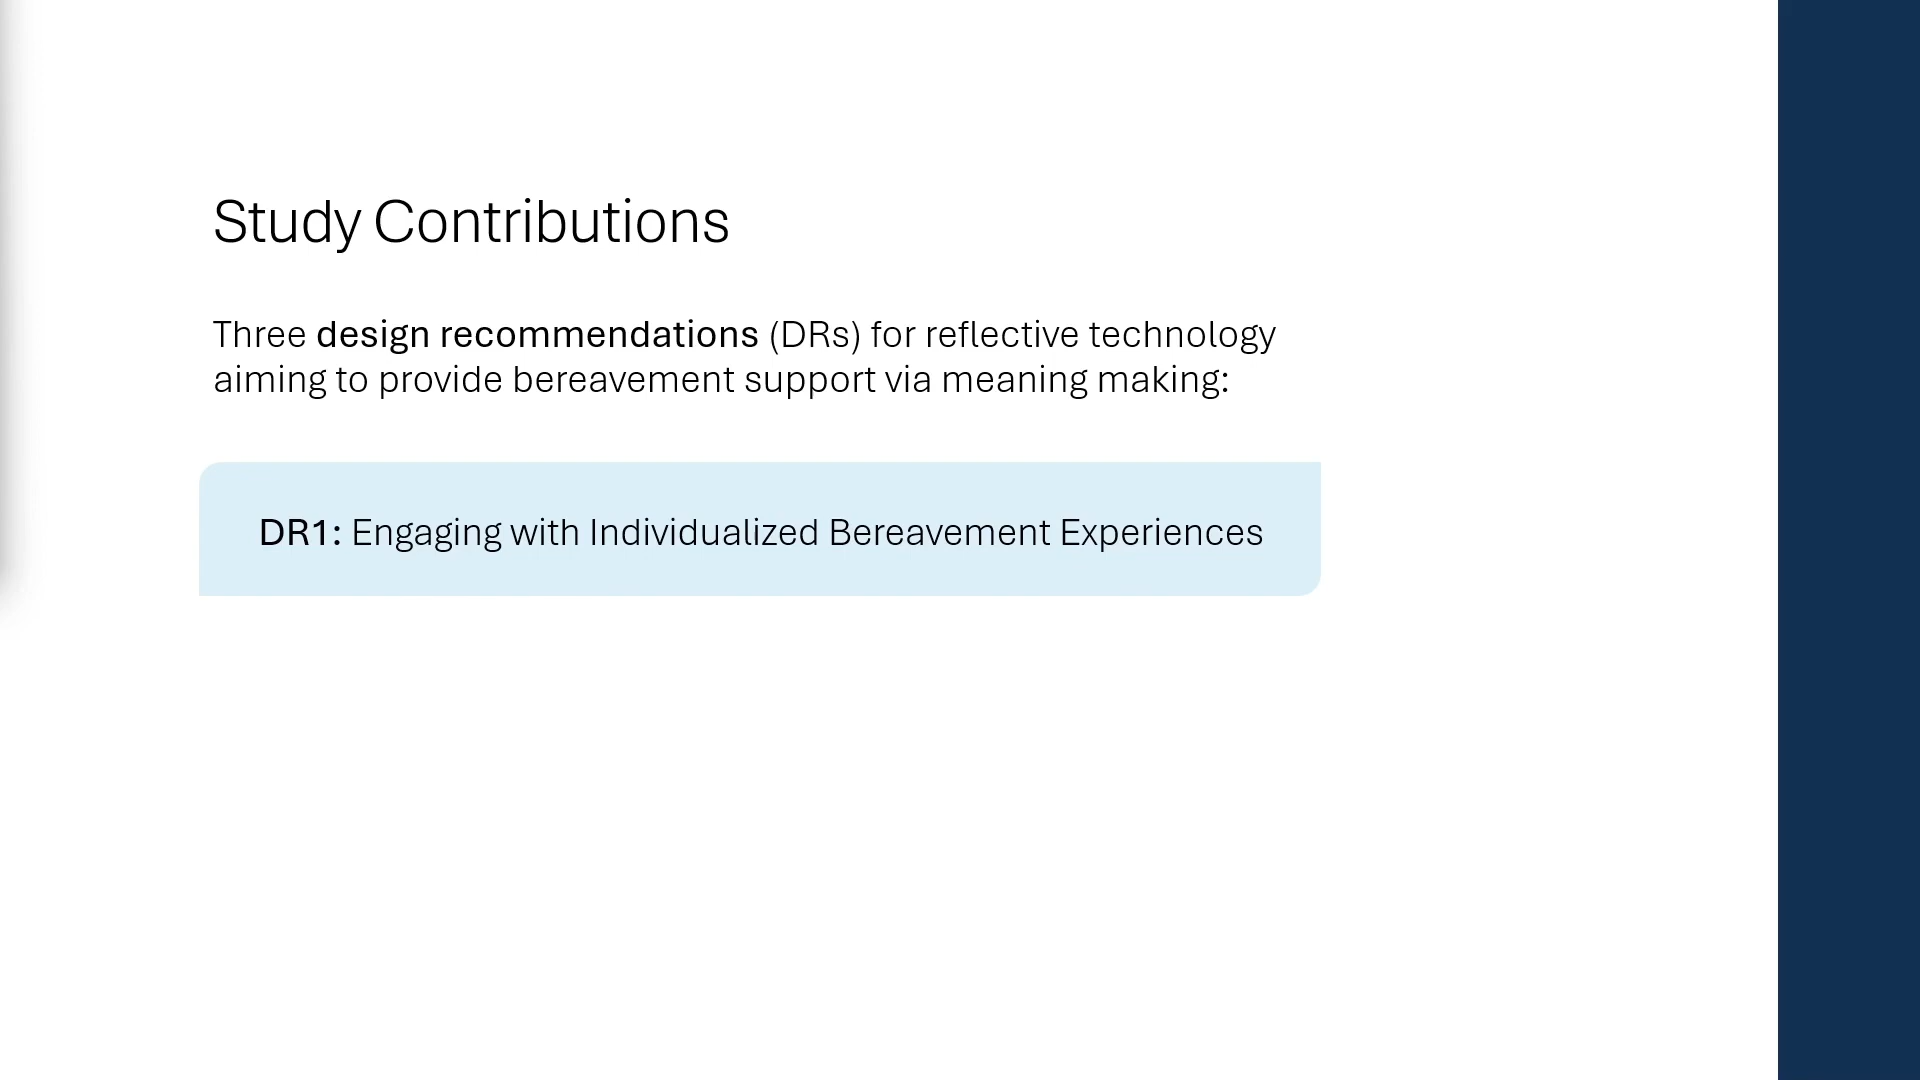 Study Contributions
Three design recommendations (DRs) for reflective technology
aiming to provide bereavement support via meaning making:
DR1: Engaging with Individualized Bereavement Experiences